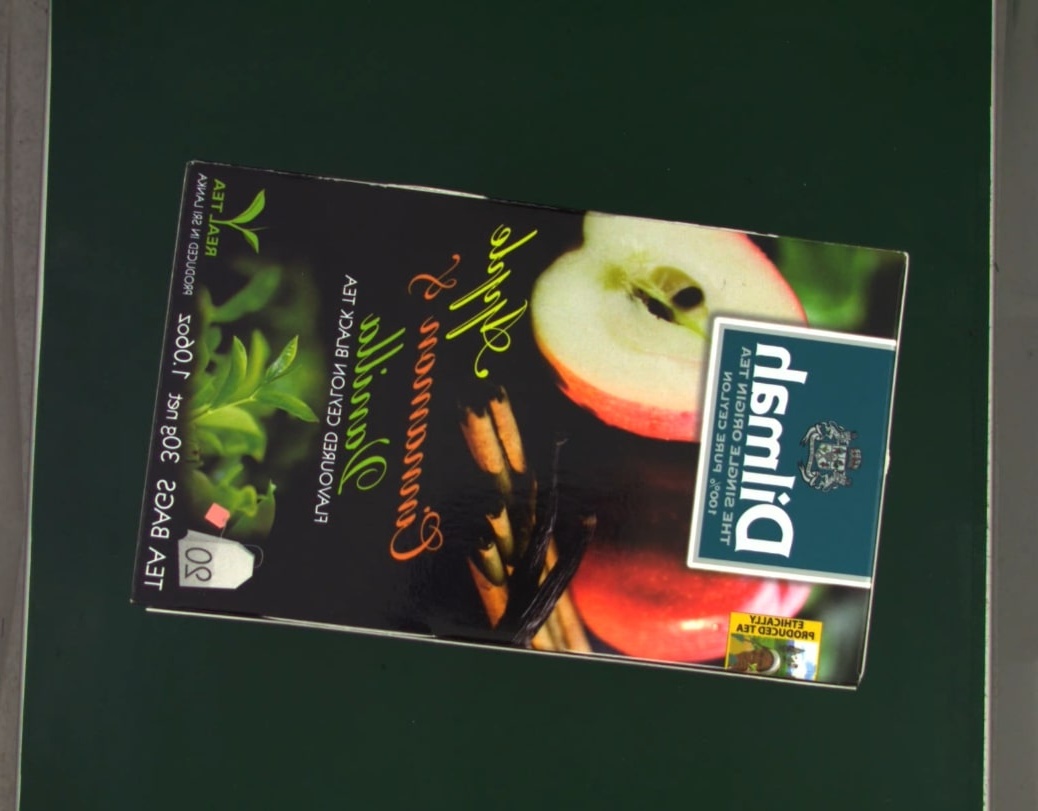 Dilmah
THE SINGLE ORIGIN TEA
100% PURE CEYLON
ETHICALLY
PRODUCED TEA
Apple
Cinnamon &
Vanilla
FLAVOURED CEYLON BLACK TEA
REAL TEA
PRODUCED IN SRI LANKA
20
TEA BAGS 30g net 1.06oz